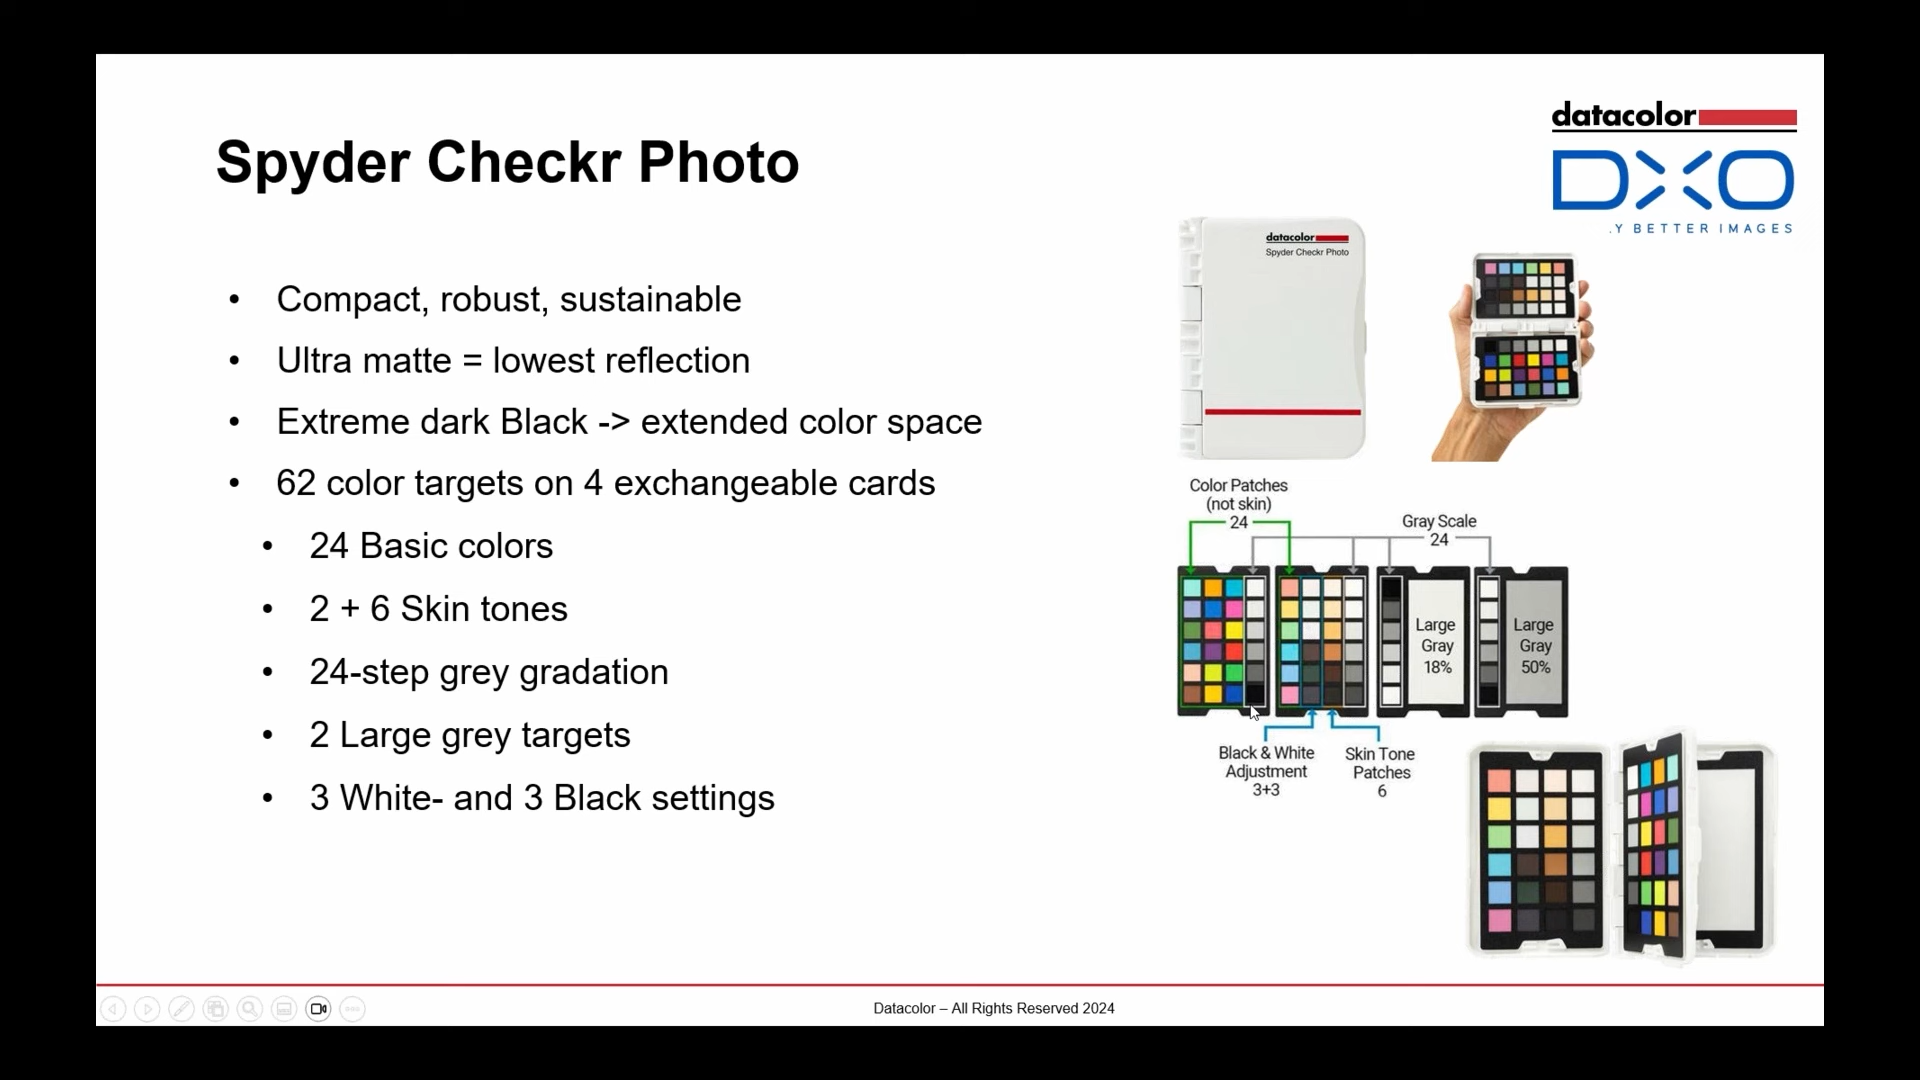 Spyder Checkr Photo
datacolor
DXO
.Y BETTER IMAGES
• Compact, robust, sustainable
• Ultra matte = lowest reflection
• Extreme dark Black -> extended color space
• 62 color targets on 4 exchangeable cards
• 24 Basic colors
• 2 + 6 Skin tones
• 24-step grey gradation
• 2 Large grey targets
• 3 White- and 3 Black settings
datacolor
Spyder Checkr Photo
Color Patches
(not skin)
24
Gray Scale
24
Large
Gray
18%
Large
Gray
50%
Black & White
Adjustment
3+3
Skin Tone
Patches
6
Datacolor – All Rights Reserved 2024